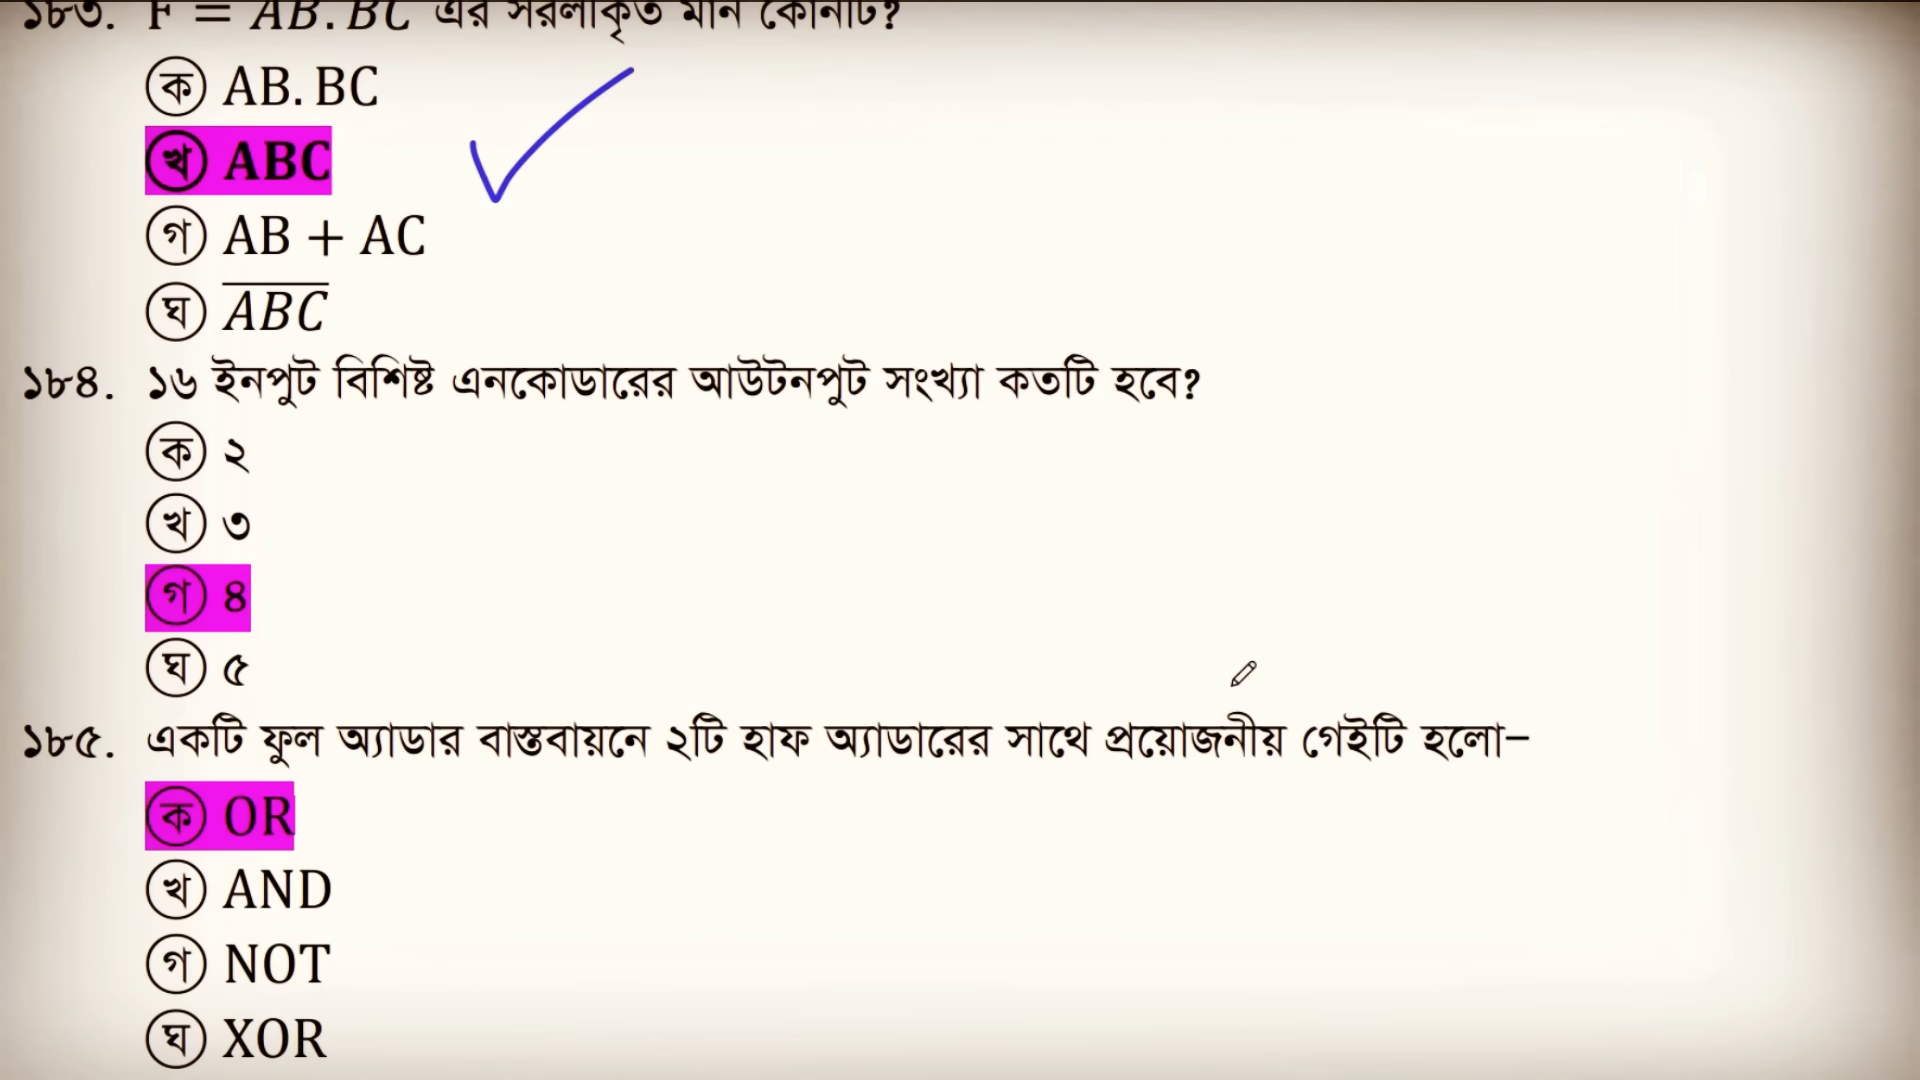 ১৮৩. F = AB.BC এর সরলীকৃত মান কোনটি?
ক AB.BC
খ ABC
গ AB + AC
ঘ \overline{ABC}
১৮৪. ১৬ ইনপুট বিশিষ্ট এনকোডারের আউটনপুট সংখ্যা কতটি হবে?
ক ২
খ ৩
গ ৪
ঘ ৫
১৮৫. একটি ফুল অ্যাডার বাস্তবায়নে ২টি হাফ অ্যাডারের সাথে প্রয়োজনীয় গেইটি হলো–
ক OR
খ AND
গ NOT
ঘ XOR